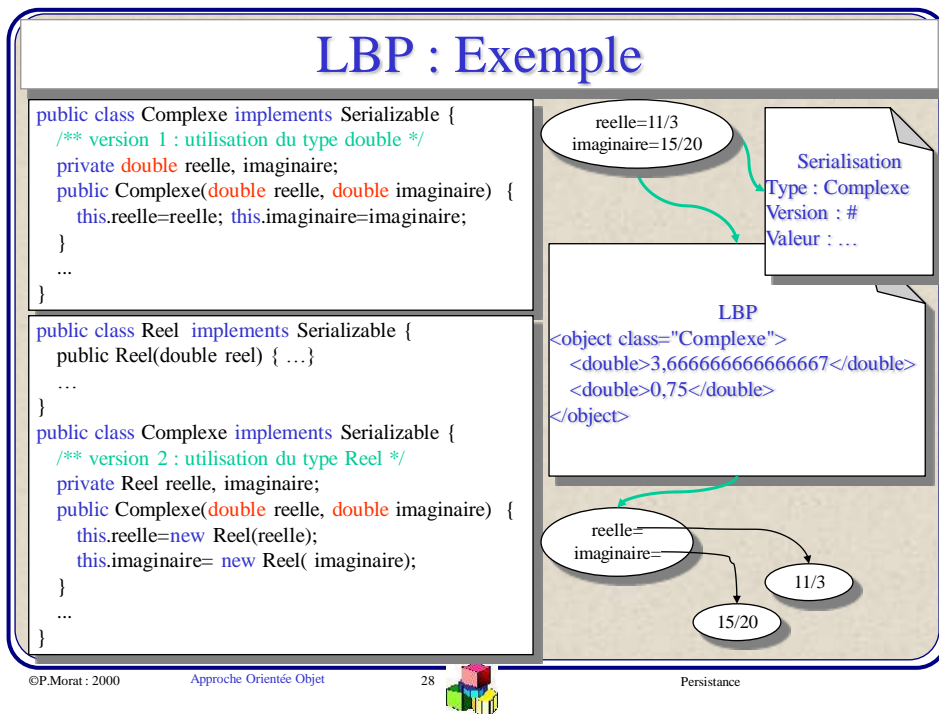 LBP : Exemple
public class Complexe implements Serializable {
/** version 1 : utilisation du type double */
private double reelle, imaginaire;
public Complexe(double reelle, double imaginaire) {
this.reelle=reelle; this.imaginaire=imaginaire;
}
...
}
public class Reel implements Serializable {
public Reel(double reel) { …}
…
}
public class Complexe implements Serializable {
/** version 2 : utilisation du type Reel */
private Reel reelle, imaginaire;
public Complexe(double reelle, double imaginaire) {
this.reelle=new Reel(reelle);
this.imaginaire= new Reel( imaginaire);
}
...
}
reelle=11/3
imaginaire=15/20
Serialisation
Type : Complexe
Version : #
Valeur : …
LBP
<object class="Complexe">
<double>3,666666666666667</double>
<double>0,75</double>
</object>
reelle=
imaginaire=
11/3
15/20
©P.Morat : 2000 Approche Orientée Objet 28 Persistance